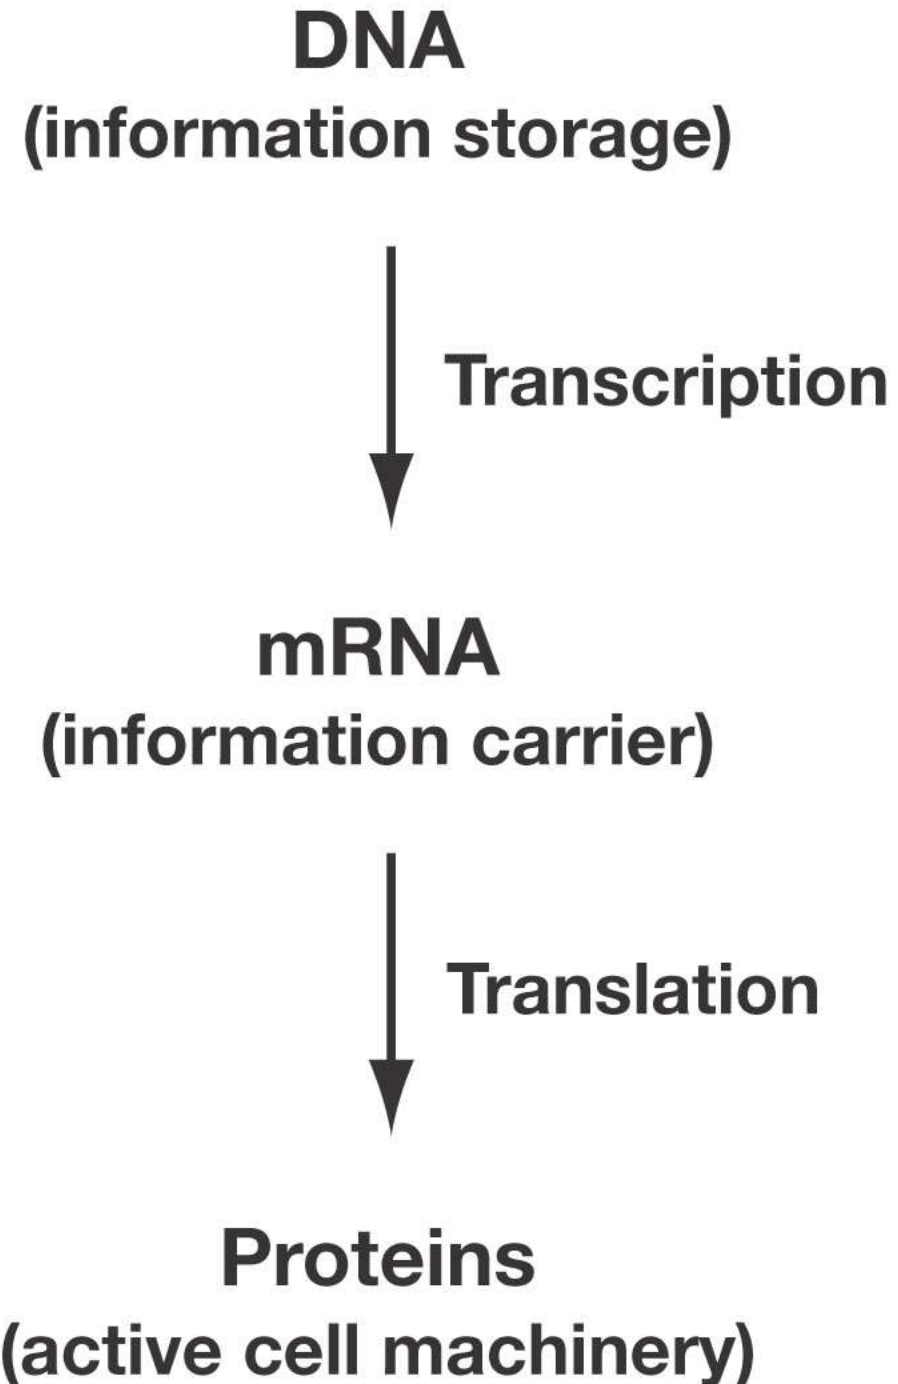 DNA
(information storage)
Transcription
mRNA
(information carrier)
Translation
Proteins
(active cell machinery)